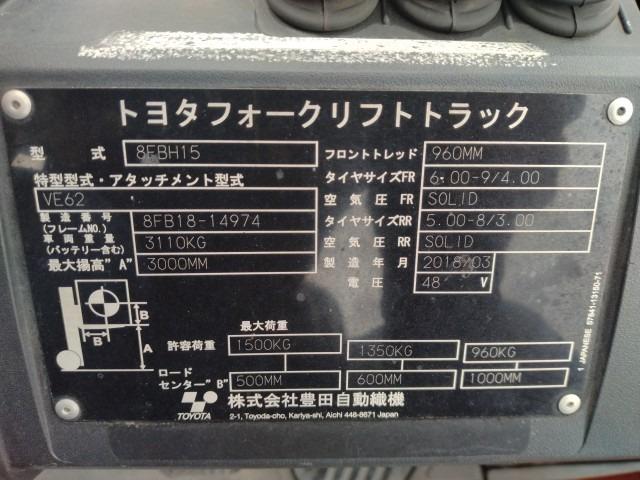 トヨタフォークリフトトラック
型式 8FBH15 フロントトレッド 960MM
特型型式・アタッチメント型式 タイヤサイズFR 6.00-9/4.00
VE62 空気圧FR SOLID
製造番号(フレームNO.) 8FB18-14974 タイヤサイズRR 5.00-8/3.00
車両重量(バッテリー含む) 3110KG 空気圧RR SOLID
最大揚高"A" 3000MM 製造年月 2018/03
電圧 48 V
B
B
A
最大荷重
許容荷重 1500KG 1350KG 960KG
ロードセンター"B" 500MM 600MM 1000MM
TOYOTA 株式会社豊田自動織機
2-1, Toyoda-cho, Kariya-shi, Aichi 448-8671 Japan
1 JAPANESE 57841-13150-71